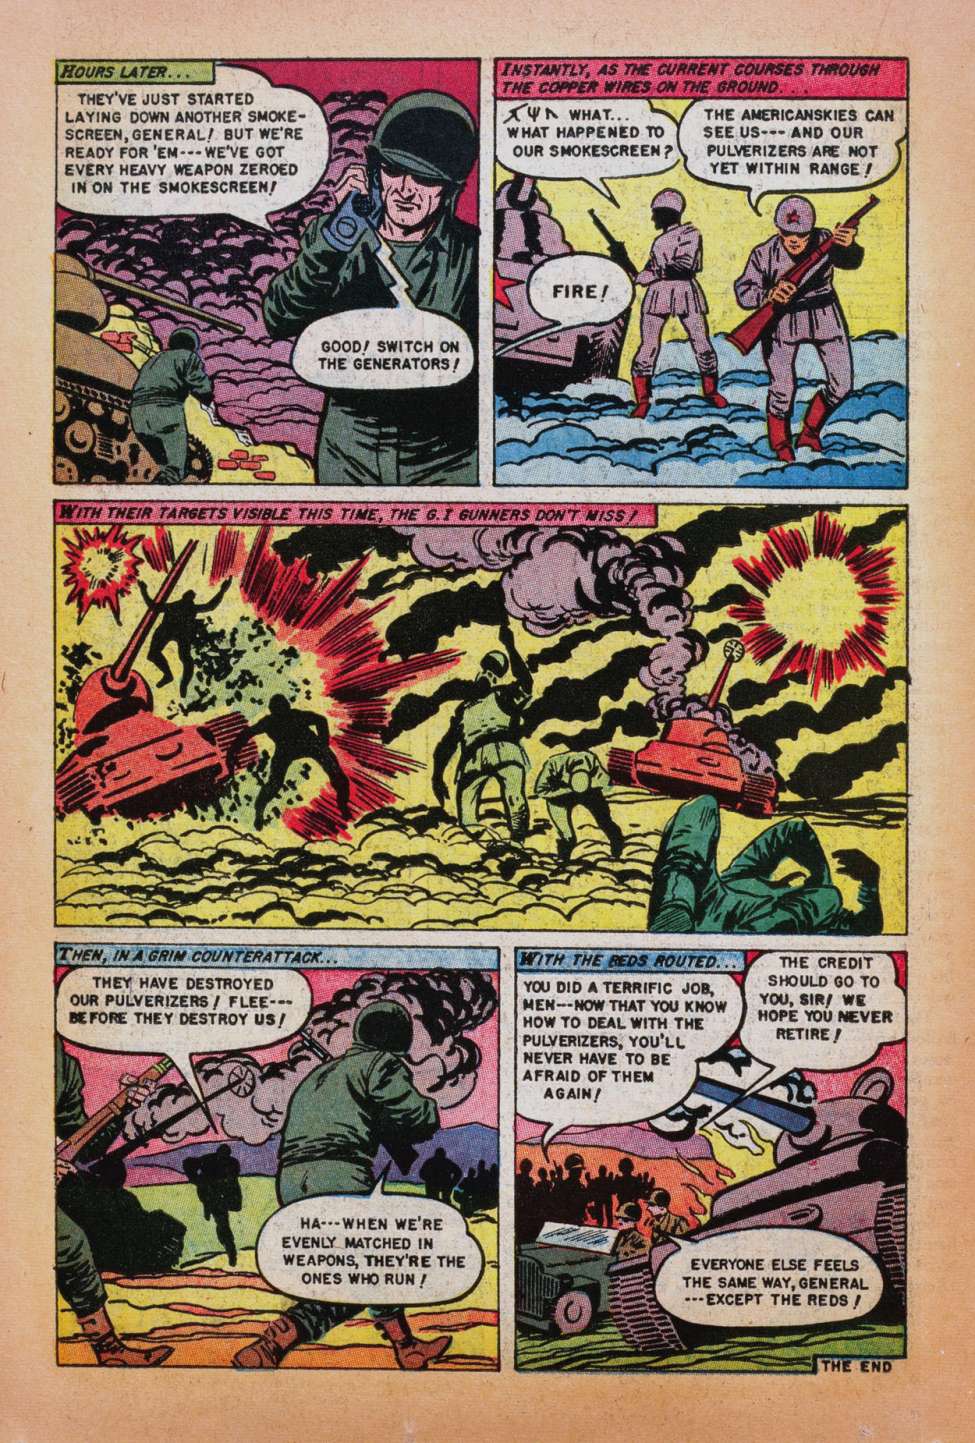 HOURS LATER...
THEY'VE JUST STARTED
LAYING DOWN ANOTHER SMOKE-
SCREEN, GENERAL! BUT WE'RE
READY FOR 'EM---WE'VE GOT
EVERY HEAVY WEAPON ZEROED
IN ON THE SMOKESCREEN!
GOOD! SWITCH ON
THE GENERATORS!
INSTANTLY, AS THE CURRENT COURSES THROUGH
THE COPPER WIRES ON THE GROUND...
WHAT...
WHAT HAPPENED TO
OUR SMOKESCREEN?
THE AMERICANSKIES CAN
SEE US---AND OUR
PULVERIZERS ARE NOT
YET WITHIN RANGE!
FIRE!
WITH THEIR TARGETS VISIBLE THIS TIME, THE G.I GUNNERS DON'T MISS!
THEN, IN A GRIM COUNTERATTACK...
THEY HAVE DESTROYED
OUR PULVERIZERS! FLEE---
BEFORE THEY DESTROY US!
HA---WHEN WE'RE
EVENLY MATCHED IN
WEAPONS, THEY'RE THE
ONES WHO RUN!
WITH THE REDS ROUTED...
YOU DID A TERRIFIC JOB,
MEN---NOW THAT YOU KNOW
HOW TO DEAL WITH THE
PULVERIZERS, YOU'LL
NEVER HAVE TO BE
AFRAID OF THEM
AGAIN!
THE CREDIT
SHOULD GO TO
YOU, SIR! WE
HOPE YOU NEVER
RETIRE!
EVERYONE ELSE FEELS
THE SAME WAY, GENERAL
---EXCEPT THE REDS!
THE END